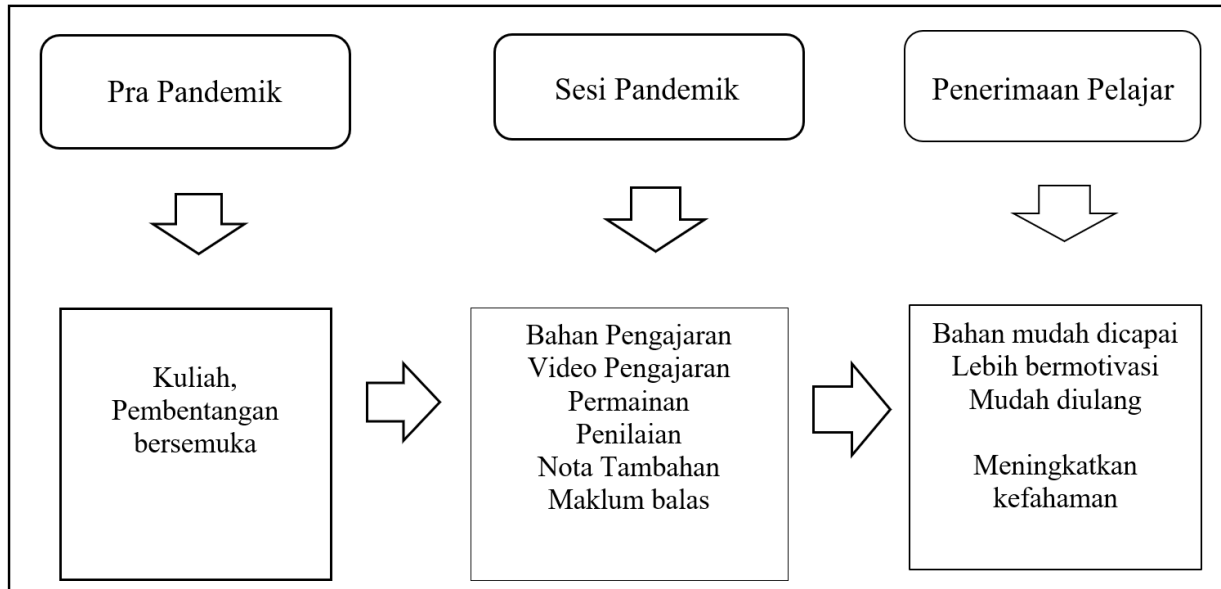 Pra Pandemik
Sesi Pandemik
Penerimaan Pelajar
Kuliah,
Pembentangan
bersemuka
Bahan Pengajaran
Video Pengajaran
Permainan
Penilaian
Nota Tambahan
Maklum balas
Bahan mudah dicapai
Lebih bermotivasi
Mudah diulang
Meningkatkan
kefahaman